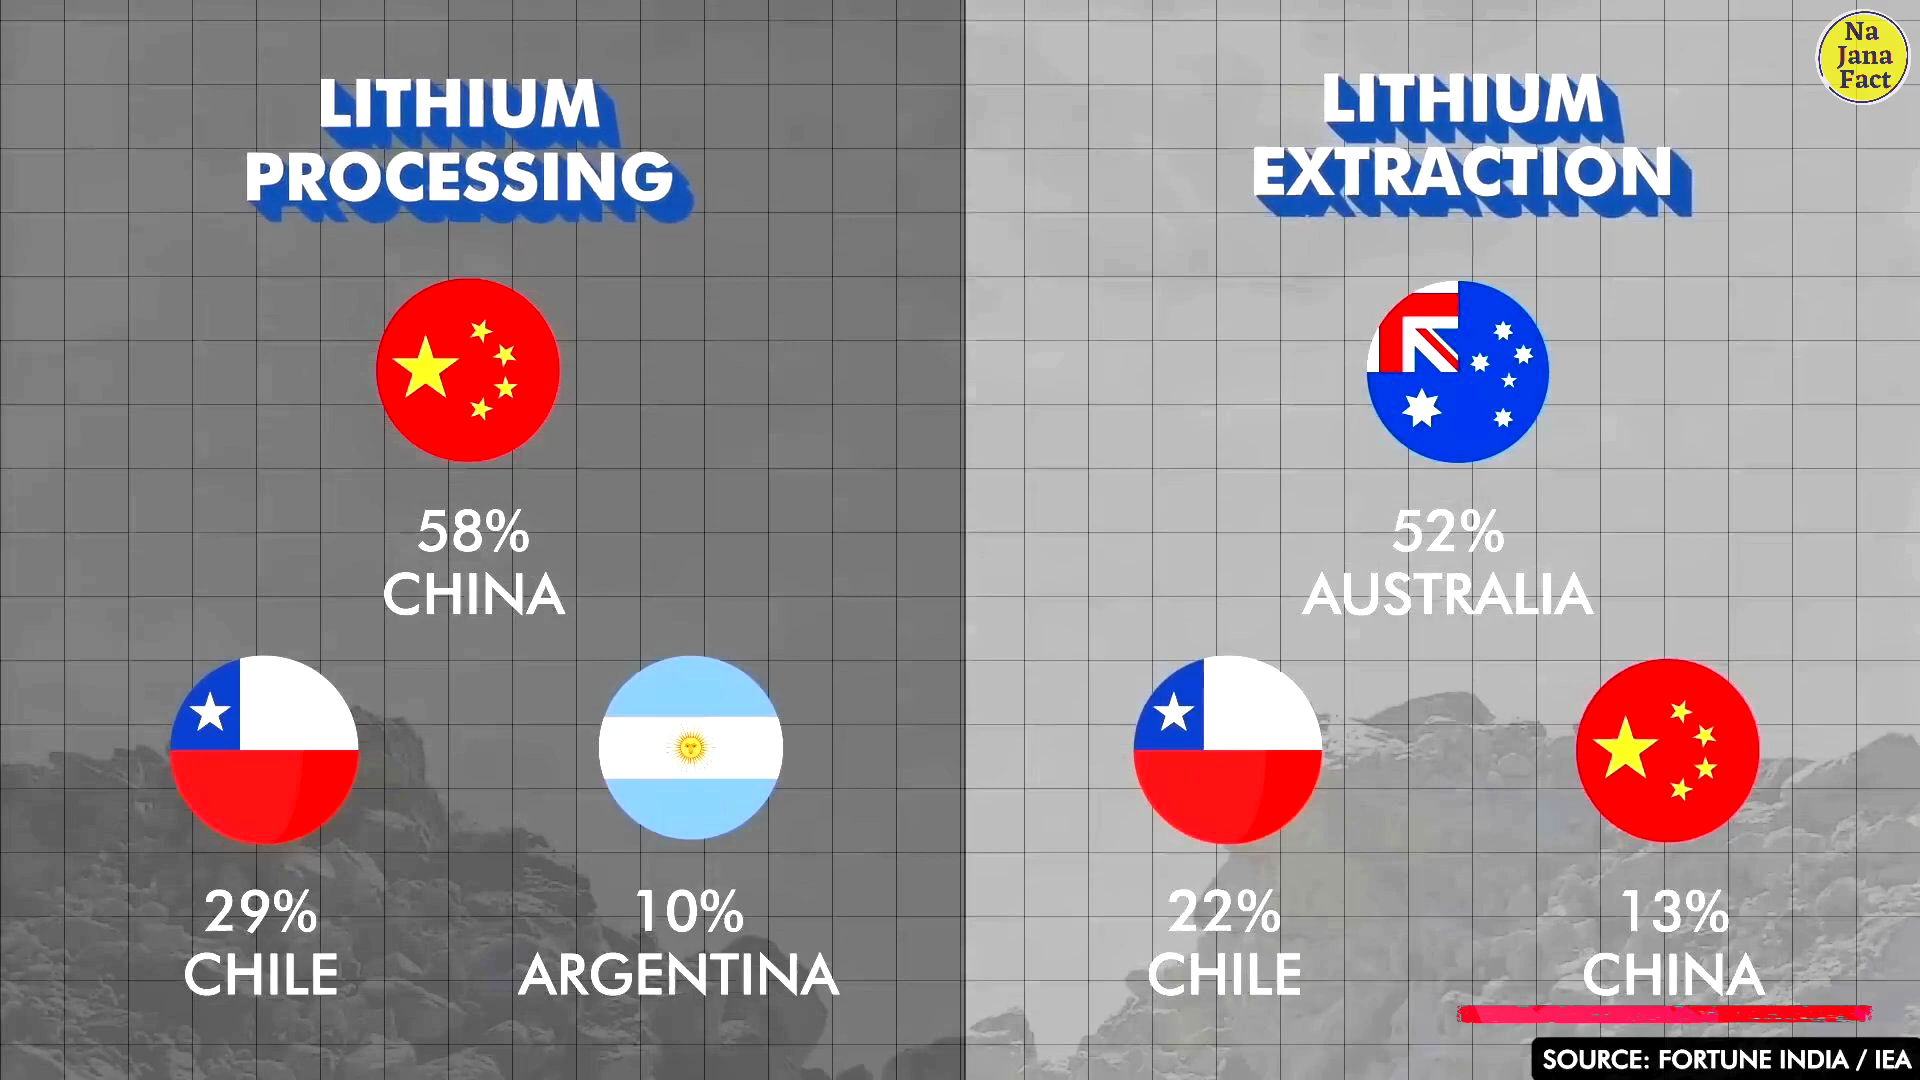 LITHIUM
PROCESSING
58%
CHINA
29%
CHILE
10%
ARGENTINA
LITHIUM
EXTRACTION
52%
AUSTRALIA
22%
CHILE
13%
CHINA
Na
Jana
Fact
SOURCE: FORTUNE INDIA / IEA